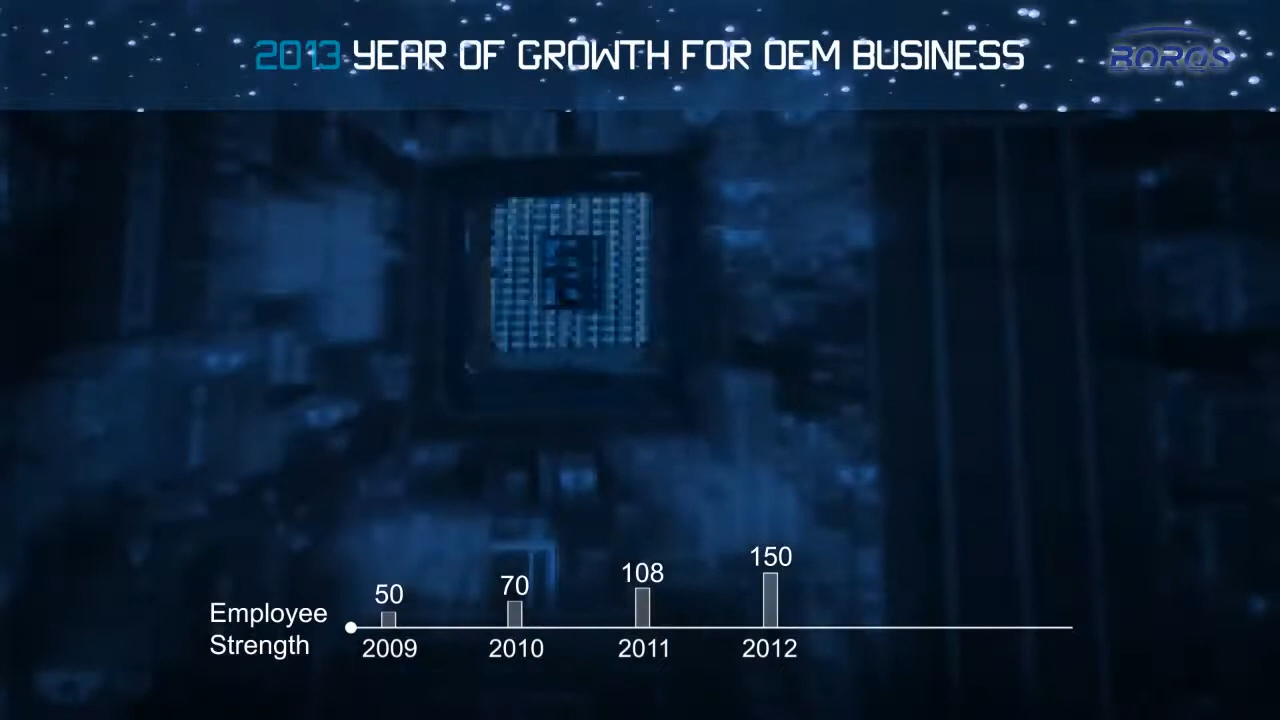 2013 YEAR OF GROWTH FOR OEM BUSINESS
BOROS
50
70
108
150
Employee
Strength
2009
2010
2011
2012